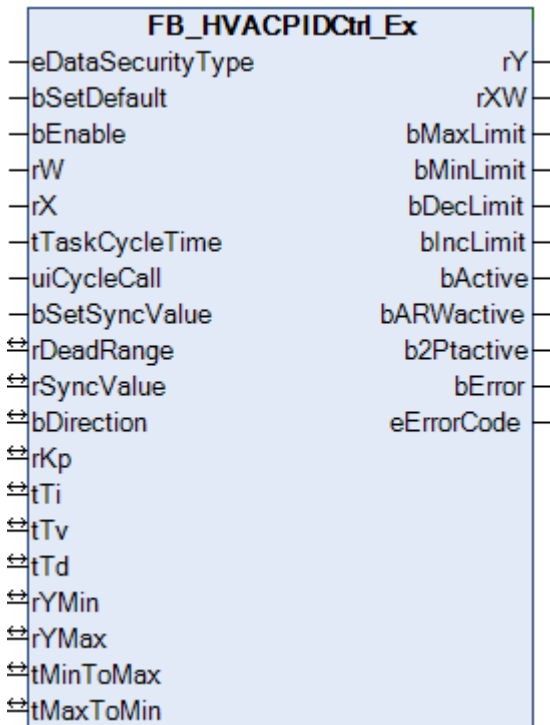 FB_HVACPIDCtrl_Ex
eDataSecurityType rY
bSetDefault rXW
bEnable bMaxLimit
rW bMinLimit
rX bDecLimit
tTaskCycleTime bIncLimit
uiCycleCall bActive
bSetSyncValue bARWactive
rDeadRange b2Ptactive
rSyncValue bError
bDirection eErrorCode
rKp
tTi
tTv
tTd
rYMin
rYMax
tMinToMax
tMaxToMin